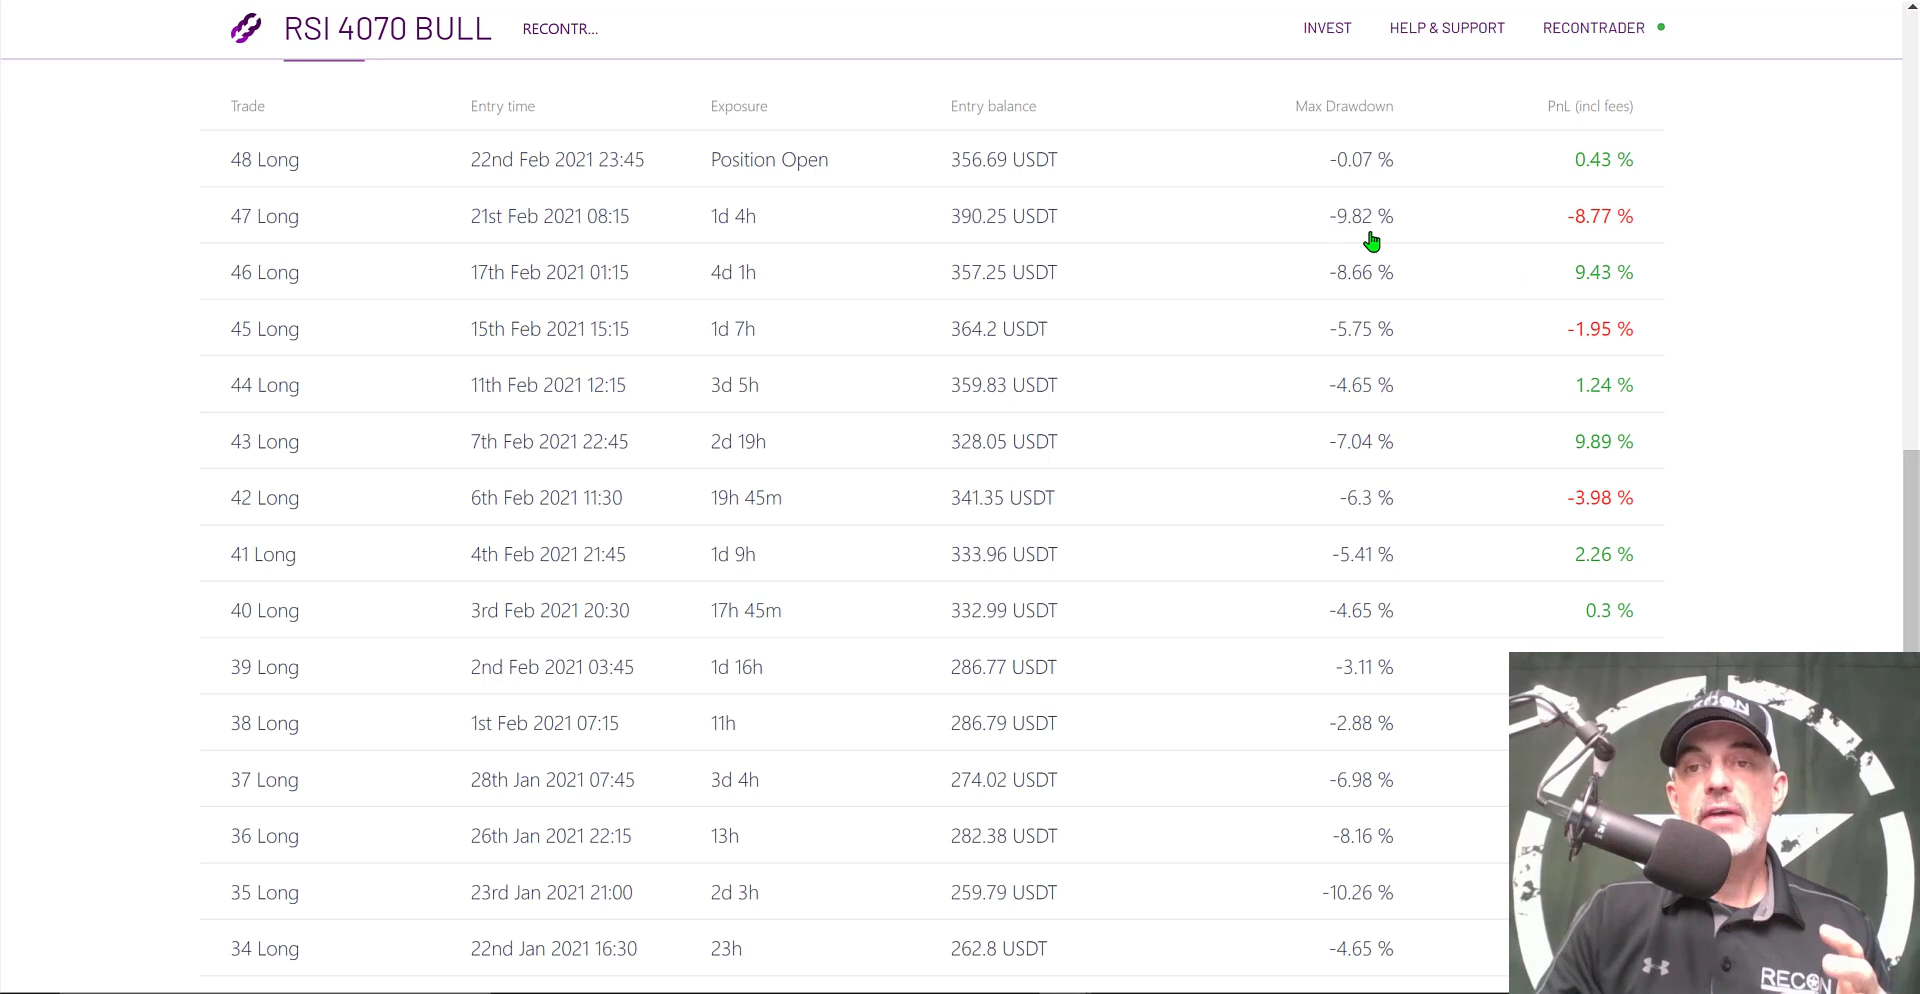 RSI 4070 BULL RECONTR... INVEST HELP & SUPPORT RECONTRADER
Trade Entry time Exposure Entry balance Max Drawdown PnL (incl fees)
48 Long 22nd Feb 2021 23:45 Position Open 356.69 USDT -0.07 % 0.43 %
47 Long 21st Feb 2021 08:15 1d 4h 390.25 USDT -9.82 % -8.77 %
46 Long 17th Feb 2021 01:15 4d 1h 357.25 USDT -8.66 % 9.43 %
45 Long 15th Feb 2021 15:15 1d 7h 364.2 USDT -5.75 % -1.95 %
44 Long 11th Feb 2021 12:15 3d 5h 359.83 USDT -4.65 % 1.24 %
43 Long 7th Feb 2021 22:45 2d 19h 328.05 USDT -7.04 % 9.89 %
42 Long 6th Feb 2021 11:30 19h 45m 341.35 USDT -6.3 % -3.98 %
41 Long 4th Feb 2021 21:45 1d 9h 333.96 USDT -5.41 % 2.26 %
40 Long 3rd Feb 2021 20:30 17h 45m 332.99 USDT -4.65 % 0.3 %
39 Long 2nd Feb 2021 03:45 1d 16h 286.77 USDT -3.11 %
38 Long 1st Feb 2021 07:15 11h 286.79 USDT -2.88 %
37 Long 28th Jan 2021 07:45 3d 4h 274.02 USDT -6.98 %
36 Long 26th Jan 2021 22:15 13h 282.38 USDT -8.16 %
35 Long 23rd Jan 2021 21:00 2d 3h 259.79 USDT -10.26 %
34 Long 22nd Jan 2021 16:30 23h 262.8 USDT -4.65 %
RECON